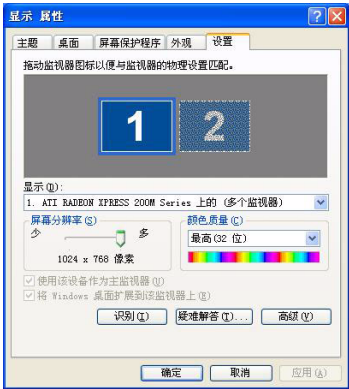 显示 属性
主题 桌面 屏幕保护程序 外观 设置
拖动监视器图标以便与监视器的物理设置匹配。
1 2
显示(D):
1. ATI RADEON XPRESS 200M Series 上的 (多个监视器)
屏幕分辨率(S) 颜色质量(C)
少 多 最高(32 位)
1024 x 768 像素
使用该设备作为主监视器(U)
将 Windows 桌面扩展到该监视器上(E)
识别(I) 疑难解答(T)... 高级(V)
确定 取消 应用(A)